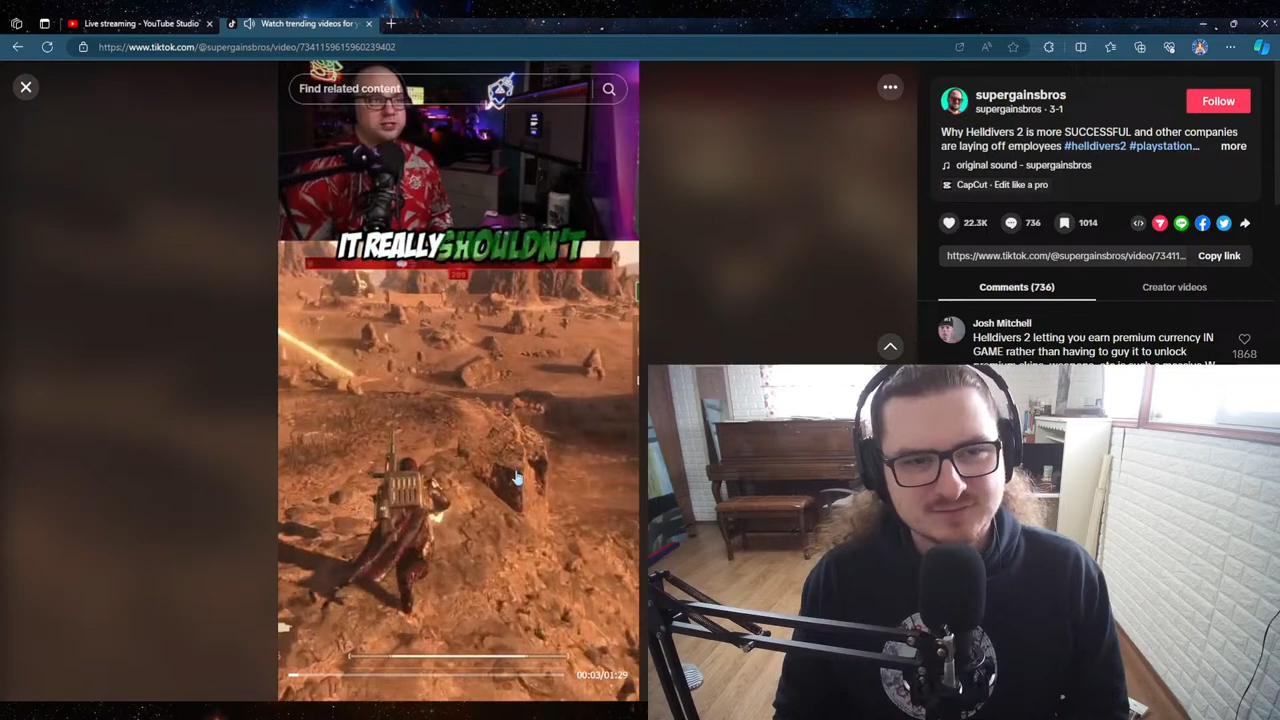 Live streaming - YouTube Studio
Watch trending videos for y
https://www.tiktok.com/@supergainsbros/video/7341159615960239402
Find related content
IT REALLY SHOULDN'T
209
00:03/01:29
supergainsbros
supergainsbros · 3-1
Follow
Why Helldivers 2 is more SUCCESSFUL and other companies
are laying off employees #helldivers2 #playstation...
more
original sound - supergainsbros
CapCut · Edit like a pro
22.3K
736
1014
https://www.tiktok.com/@supergainsbros/video/73411...
Copy link
Comments (736)
Creator videos
Josh Mitchell
Helldivers 2 letting you earn premium currency IN
GAME rather than having to guy it to unlock
1868